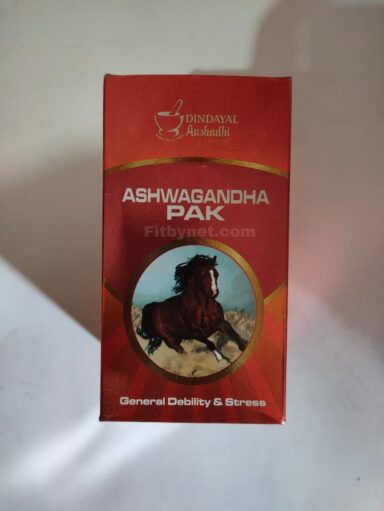 DINDAYAL
Aushadhi
ASHWAGANDHA
PAK
Fitbynet.com
General Debility & Stress